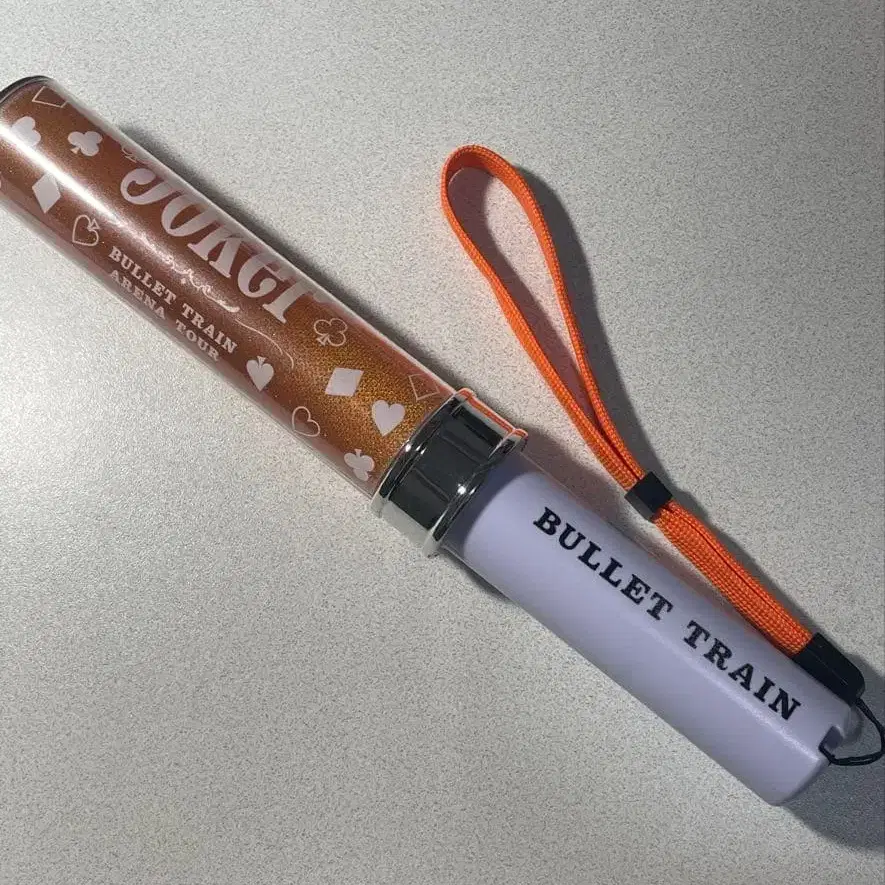 Joker
BULLET TRAIN
ARENA TOUR
BULLET TRAIN